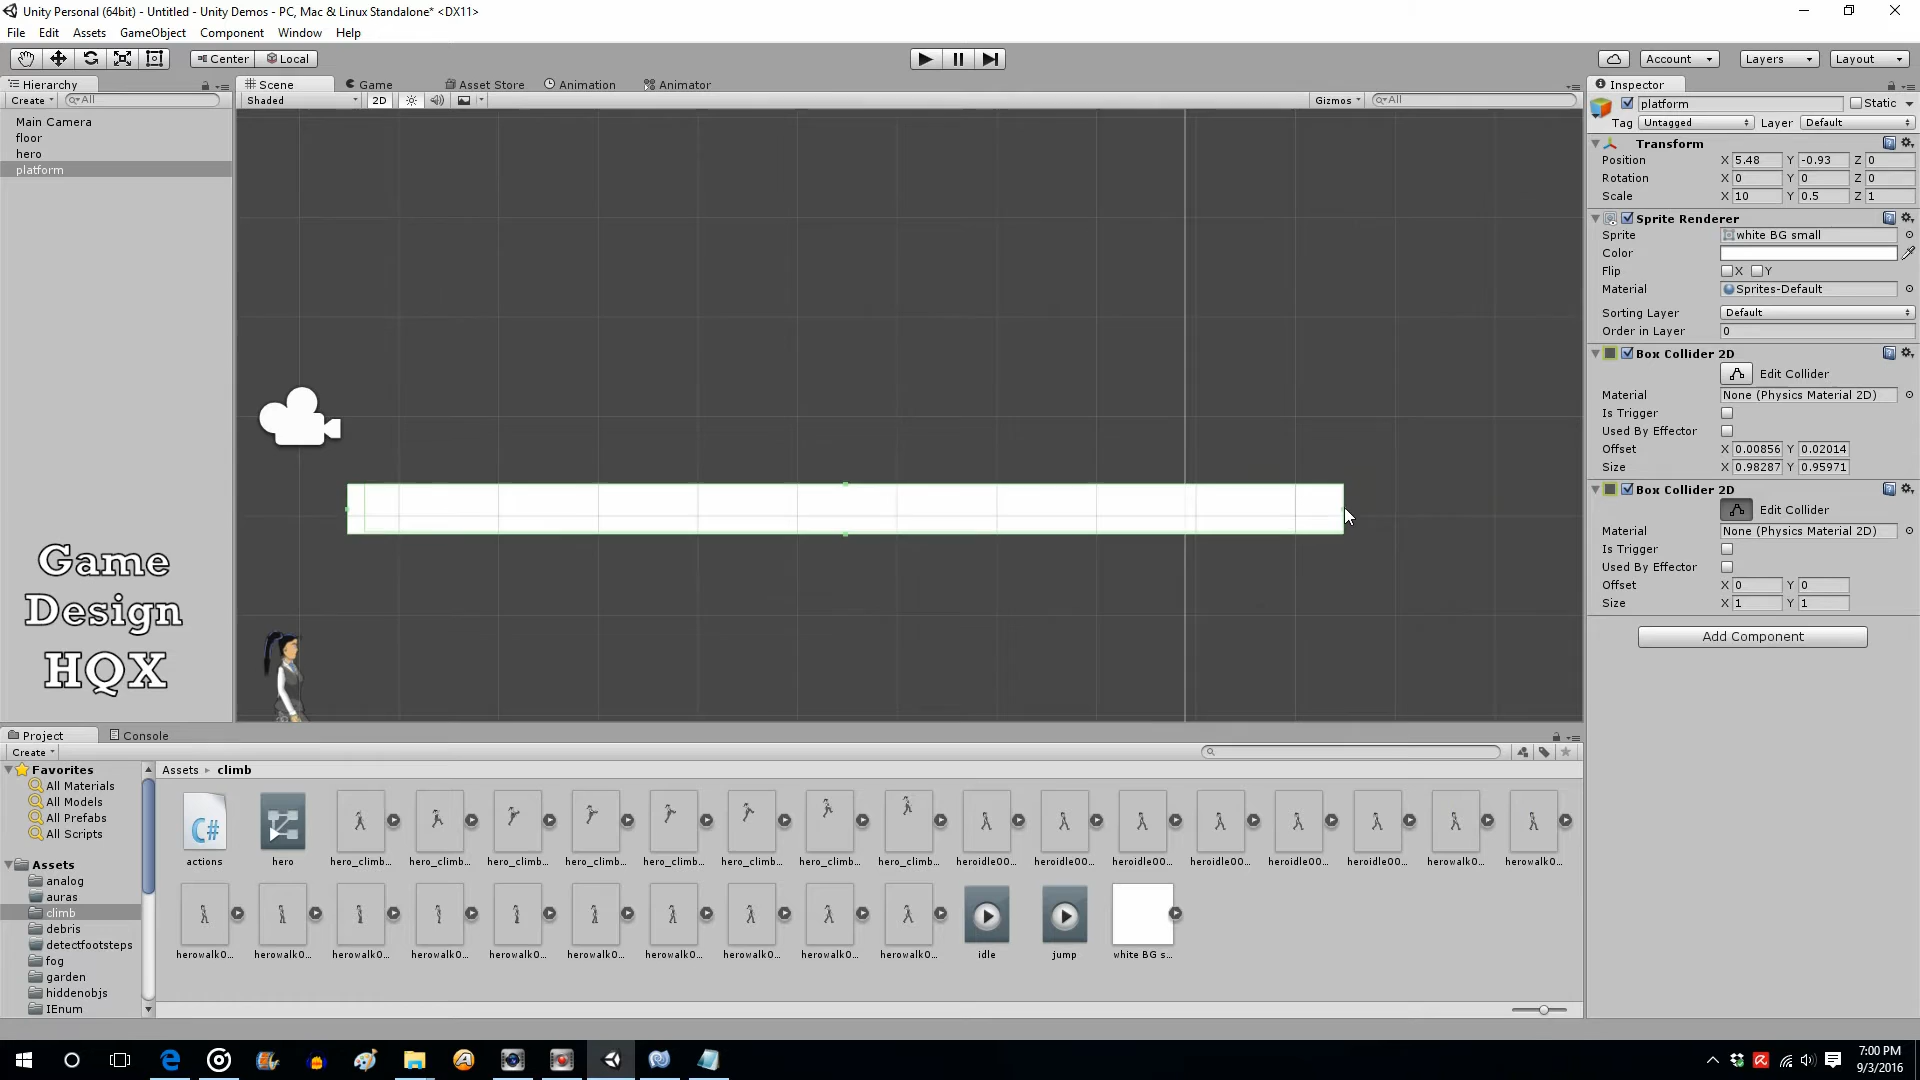 Unity Personal (64bit) - Untitled - Unity Demos - PC, Mac & Linux Standalone* <DX11>
File Edit Assets GameObject Component Window Help
Center Local Account Layers Layout
Hierarchy Scene Game Asset Store Animation Animator Inspector
Create All Shaded 2D Gizmos All
platform Static
Tag Untagged Layer Default
Main Camera
floor
hero
platform
Transform
Position X 5.48 Y -0.93 Z 0
Rotation X 0 Y 0 Z 0
Scale X 10 Y 0.5 Z 1
Sprite Renderer
Sprite white BG small
Color
Flip X Y
Material Sprites-Default
Sorting Layer Default
Order in Layer 0
Box Collider 2D
Edit Collider
Material None (Physics Material 2D)
Is Trigger
Used By Effector
Offset X 0.00856 Y 0.02014
Size X 0.98287 Y 0.95971
Box Collider 2D
Edit Collider
Material None (Physics Material 2D)
Is Trigger
Used By Effector
Offset X 0 Y 0
Size X 1 Y 1
Add Component
Game
Design
HQX
Project Console
Create
Favorites
All Materials
All Models
All Prefabs
All Scripts
Assets
analog
auras
climb
debris
detectfootsteps
fog
garden
hiddenobjs
IEnum
Assets climb
C#
actions hero hero_climb... hero_climb... hero_climb... hero_climb... hero_climb... hero_climb... hero_climb... hero_climb... heroidle00... heroidle00... heroidle00... heroidle00... heroidle00... heroidle00... herowalk0... herowalk0...
herowalk0... herowalk0... herowalk0... herowalk0... herowalk0... herowalk0... herowalk0... herowalk0... herowalk0... herowalk0... idle jump white BG s...
7:00 PM
9/3/2016